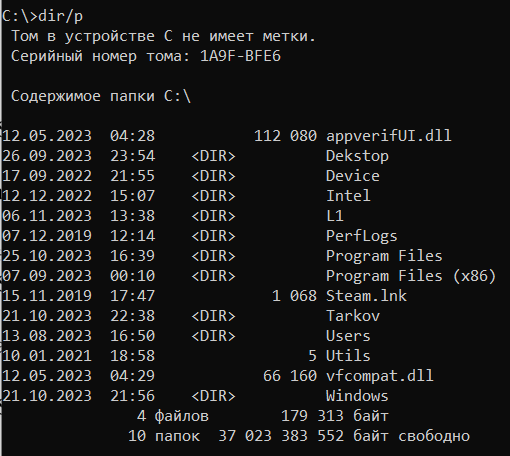 C:\>dir/p
Том в устройстве C не имеет метки.
Серийный номер тома: 1A9F-BFE6
Содержимое папки C:\
12.05.2023  04:28           112 080 appverifUI.dll
26.09.2023  23:54    <DIR>          Dekstop
17.09.2022  21:55    <DIR>          Device
12.12.2022  15:07    <DIR>          Intel
06.11.2023  13:38    <DIR>          L1
07.12.2019  12:14    <DIR>          PerfLogs
25.10.2023  16:39    <DIR>          Program Files
07.09.2023  00:10    <DIR>          Program Files (x86)
15.11.2019  17:47             1 068 Steam.lnk
21.10.2023  22:38    <DIR>          Tarkov
13.08.2023  16:50    <DIR>          Users
10.01.2021  18:58                 5 Utils
12.05.2023  04:29            66 160 vfcompat.dll
21.10.2023  21:56    <DIR>          Windows
4 файлов        179 313 байт
10 папок  37 023 383 552 байт свободно